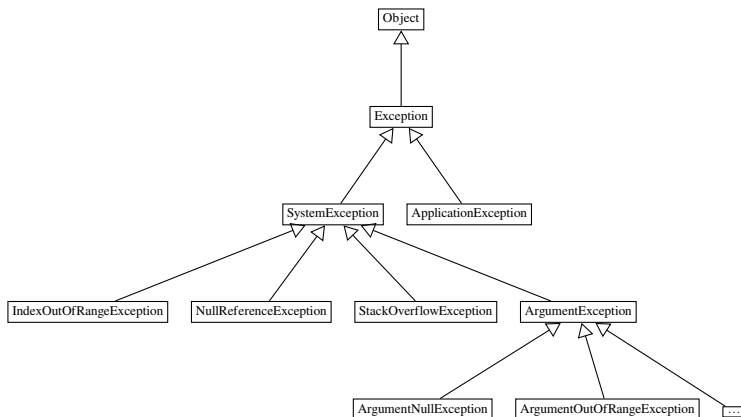 Object
Exception
SystemException
ApplicationException
IndexOutOfRangeException
NullReferenceException
StackOverflowException
ArgumentException
ArgumentNullException
ArgumentOutOfRangeException
...